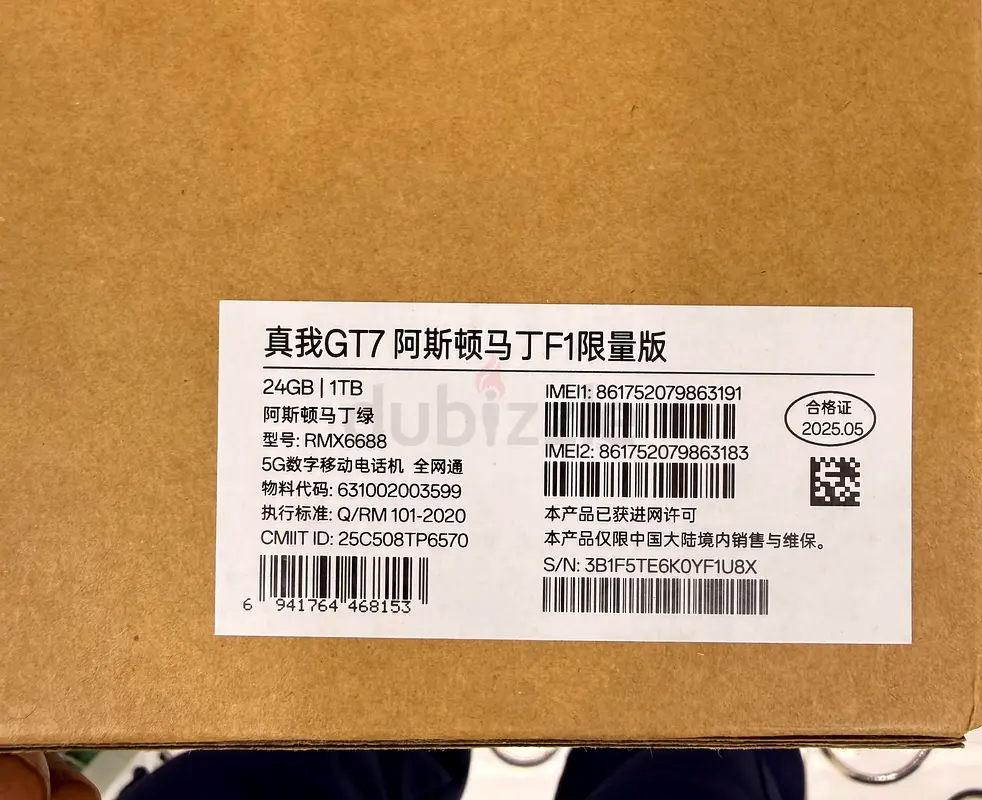 真我GT7 阿斯顿马丁F1限量版
24GB | 1TB
阿斯顿马丁绿
型号: RMX6688
5G数字移动电话机 全网通
物料代码: 631002003599
执行标准: Q/RM 101-2020
CMIIT ID: 25C508TP6570
6 941764 468153
IMEI1: 861752079863191
IMEI2: 861752079863183
本产品已获进网许可
本产品仅限中国大陆境内销售与维保。
S/N: 3B1F5TE6K0YF1U8X
合格证
2025.05
dubizzle